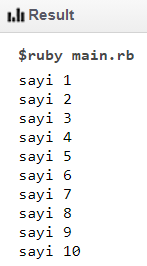 Result
$ruby main.rb
sayi 1
sayi 2
sayi 3
sayi 4
sayi 5
sayi 6
sayi 7
sayi 8
sayi 9
sayi 10